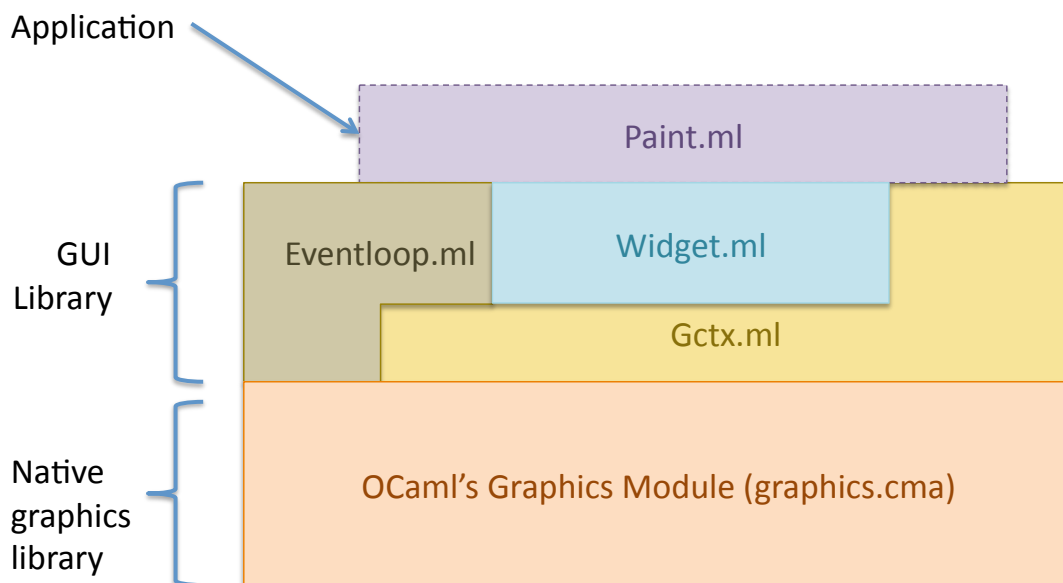 Application
Paint.ml
GUI
Library
Eventloop.ml
Widget.ml
Gctx.ml
Native
graphics
library
OCaml’s Graphics Module (graphics.cma)